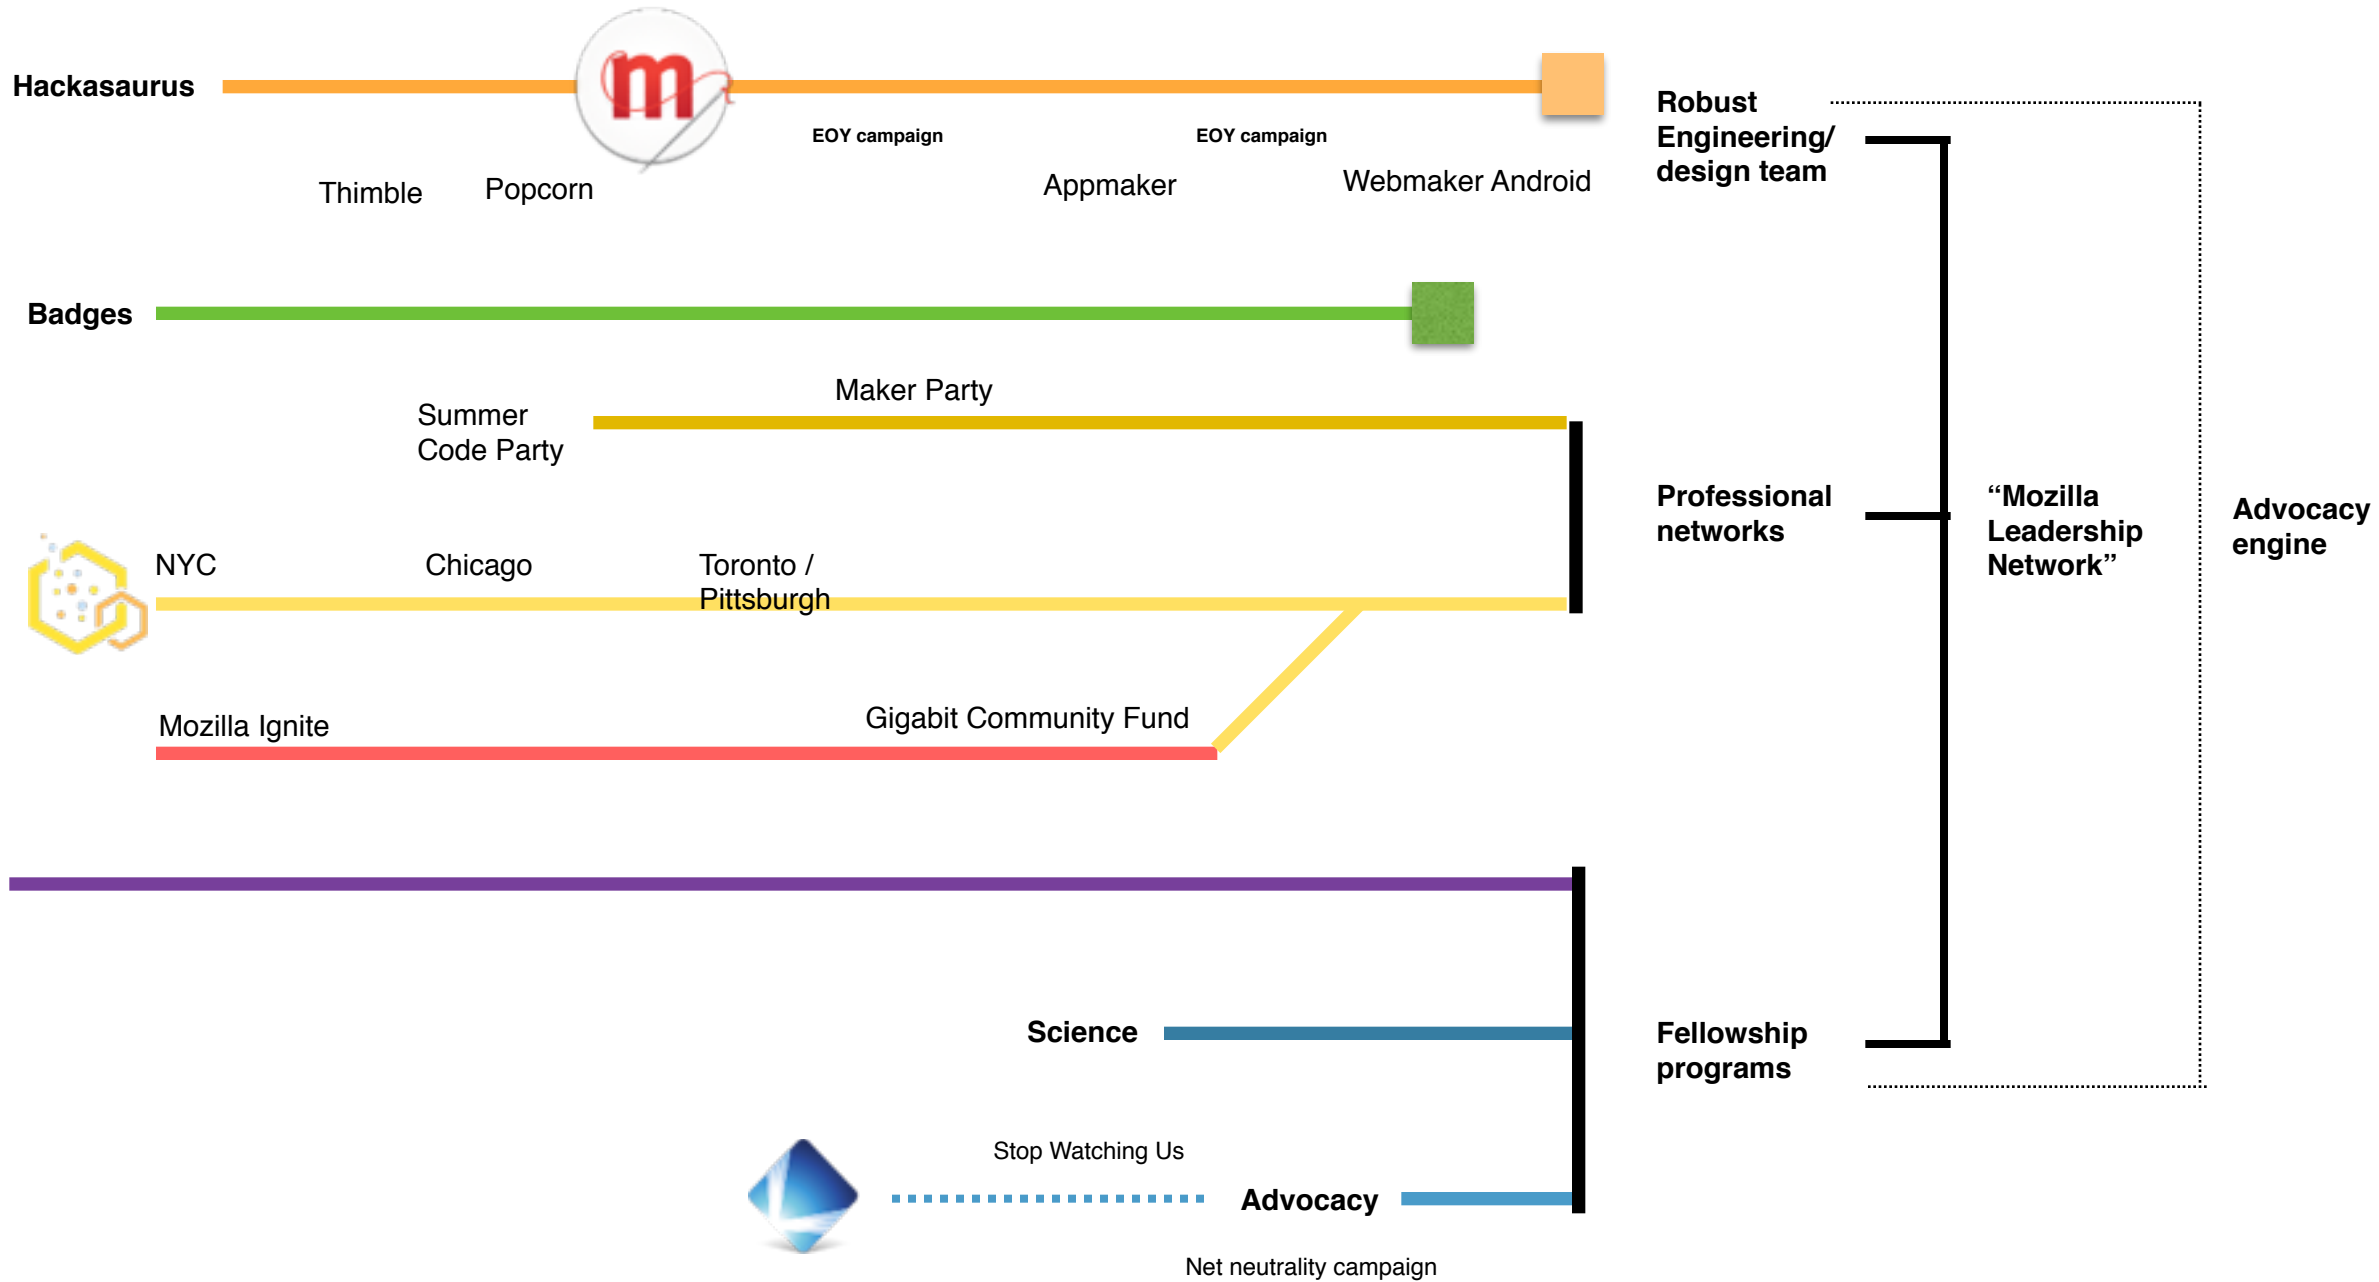 Hackasaurus
m
EOY campaign
EOY campaign
Thimble
Popcorn
Appmaker
Webmaker Android
Robust
Engineering/
design team
Badges
Maker Party
Summer
Code Party
Professional
networks
“Mozilla
Leadership
Network”
Advocacy
engine
NYC
Chicago
Toronto /
Pittsburgh
Mozilla Ignite
Gigabit Community Fund
Science
Fellowship
programs
Stop Watching Us
Advocacy
Net neutrality campaign